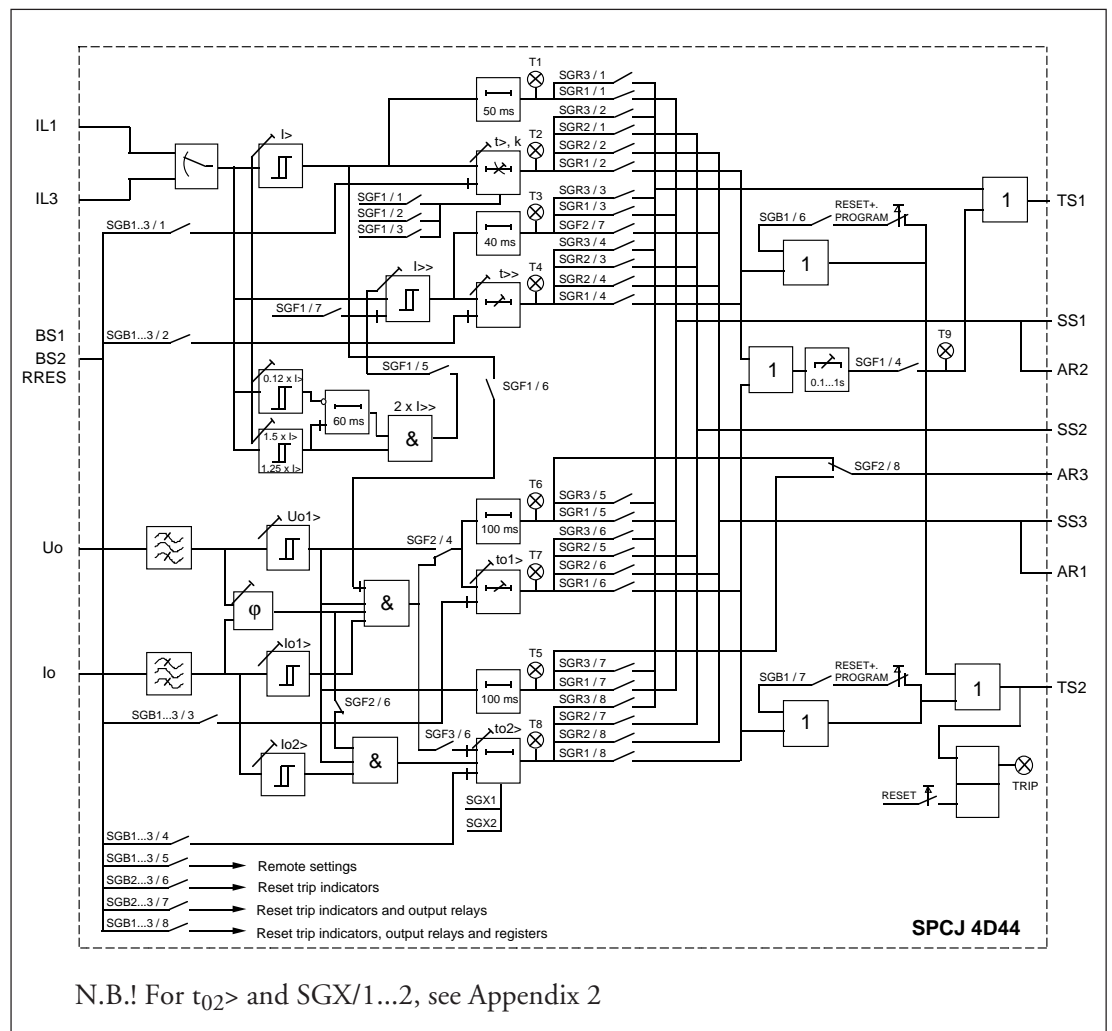 T1
SGR3 / 1
SGR1 / 1
50 ms
SGR3 / 2
IL1
I>
t>, k
T2
SGR2 / 1
SGR2 / 2
SGR1 / 2
IL3
SGF1 / 1
SGF1 / 2
SGF1 / 3
T3
SGR3 / 3
SGR1 / 3
SGF2 / 7
40 ms
1
TS1
SGB1...3 / 1
SGB1 / 6
RESET+.
PROGRAM
1
I>>
t>>
T4
SGR3 / 4
SGR2 / 3
SGR2 / 4
SGR1 / 4
SGF1 / 7
BS1
BS2
RRES
SGB1...3 / 2
SS1
T9
SGF1 / 5
SGF1 / 6
1
0.1...1s
SGF1 / 4
AR2
0.12 x I>
60 ms
2 x I>>
&
1.5 x I>
1.25 x I>
SS2
SGF2 / 8
AR3
T6
SGR3 / 5
SGR1 / 5
100 ms
SS3
Uo
Uo1>
SGF2 / 4
to1>
T7
SGR3 / 6
SGR2 / 5
SGR2 / 6
SGR1 / 6
AR1
φ
&
Io
Io1>
T5
SGR3 / 7
SGR1 / 7
100 ms
SGB1 / 7
RESET+.
PROGRAM
1
1
TS2
SGB1...3 / 3
SGF2 / 6
SGF3 / 6
to2>
T8
SGR3 / 8
SGR2 / 7
SGR2 / 8
SGR1 / 8
Io2>
&
TRIP
RESET
SGX1
SGX2
SGB1...3 / 4
SGB1...3 / 5
Remote settings
SGB2...3 / 6
Reset trip indicators
SGB2...3 / 7
Reset trip indicators and output relays
SGB1...3 / 8
Reset trip indicators, output relays and registers
SPCJ 4D44
N.B.! For t02> and SGX/1...2, see Appendix 2